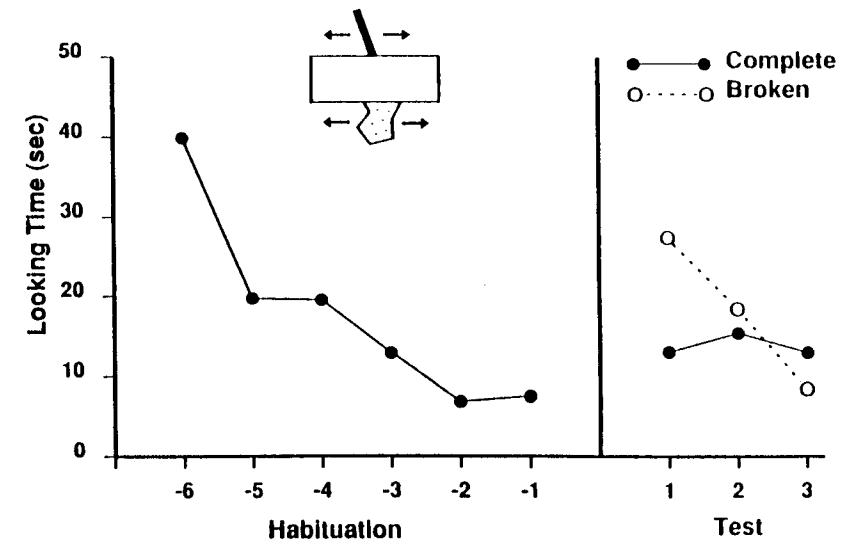 50
40
30
20
10
0
Looking Time (sec)
-6 -5 -4 -3 -2 -1
Habituation
Complete
Broken
1 2 3
Test